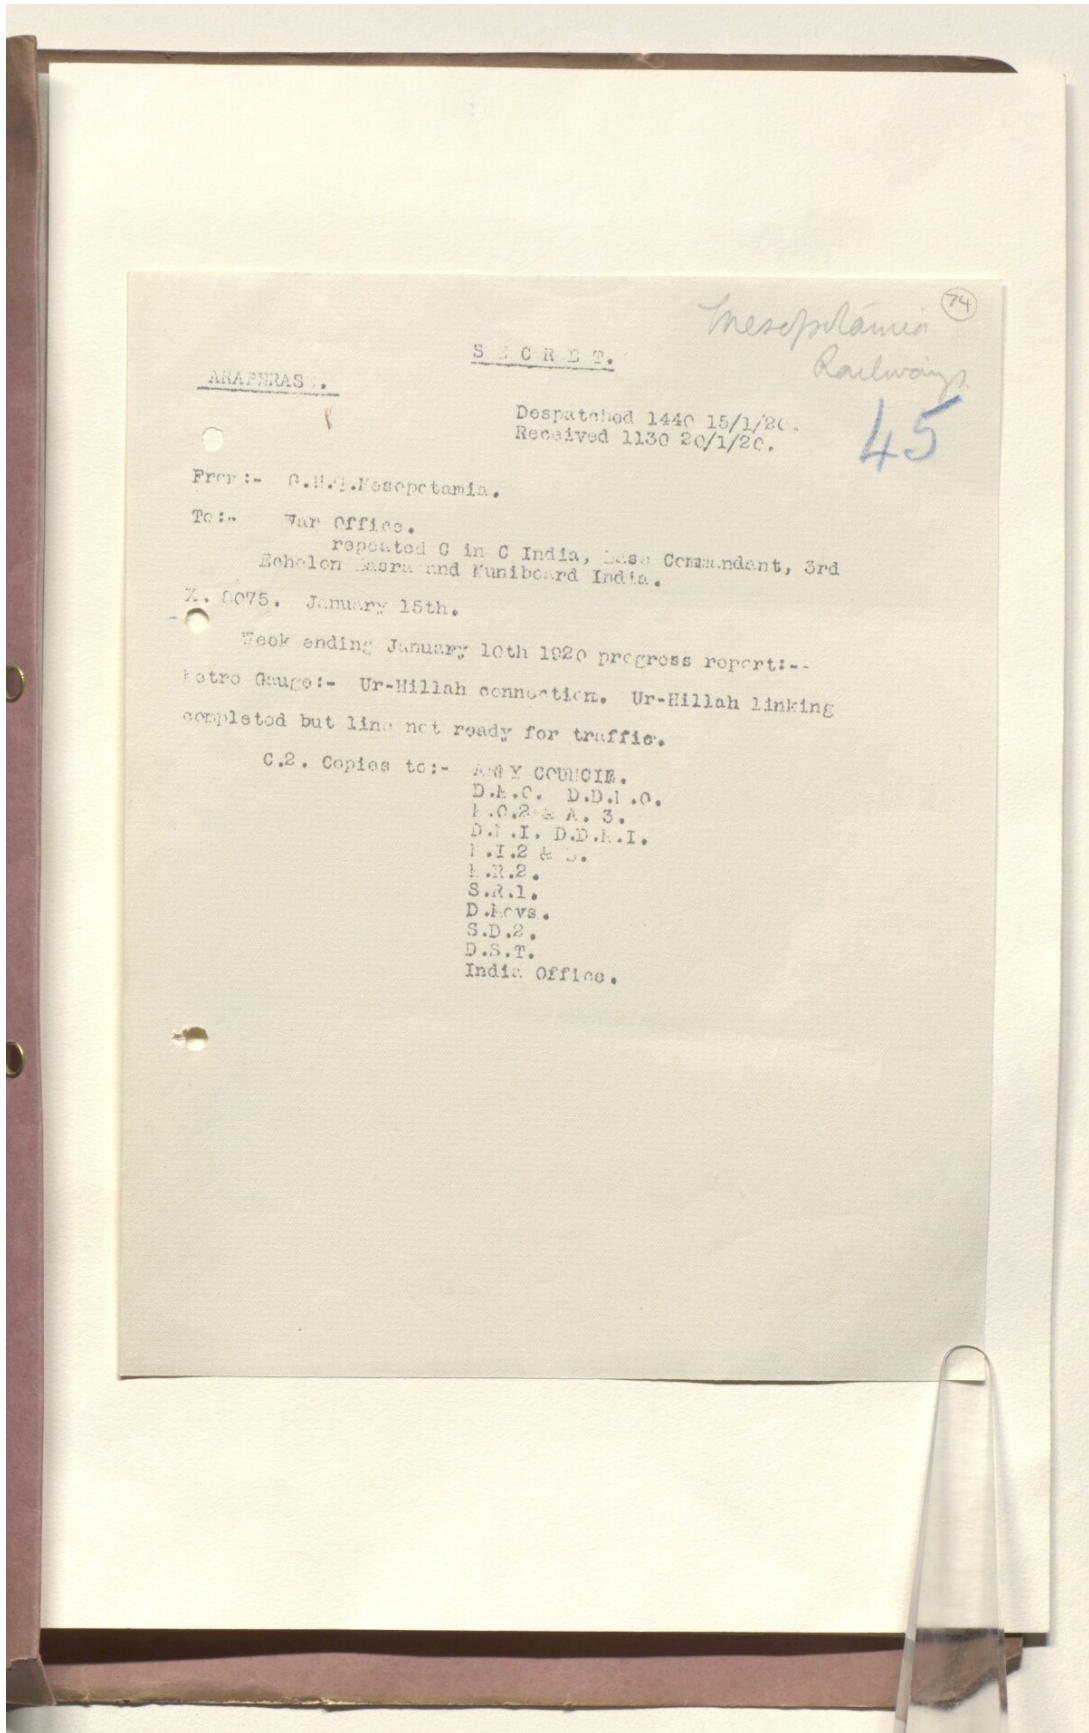 74
Mesopotamia
Railways
SECRET.
PARAPHRASE.
Despatched 1440 15/1/20.
Received 1130 20/1/20.
45
From:- G.H.Q.Mesopotamia.
To:- War Office.
repeated C in C India, Base Commandant, 3rd
Echelon Basra and Muniboard India.
X. 8075. January 15th.
Week ending January 10th 1920 progress report:--
Metre Gauge:- Ur-Hillah connection. Ur-Hillah linking
completed but line not ready for traffic.
C.2. Copies to:- ARMY COUNCIL.
D.M.O. D.D.M.O.
M.O.2 & A. 3.
D.M.I. D.D.M.I.
M.I.2 &
M.R.2.
S.R.1.
D.Movs.
S.D.2.
D.S.T.
India Office.